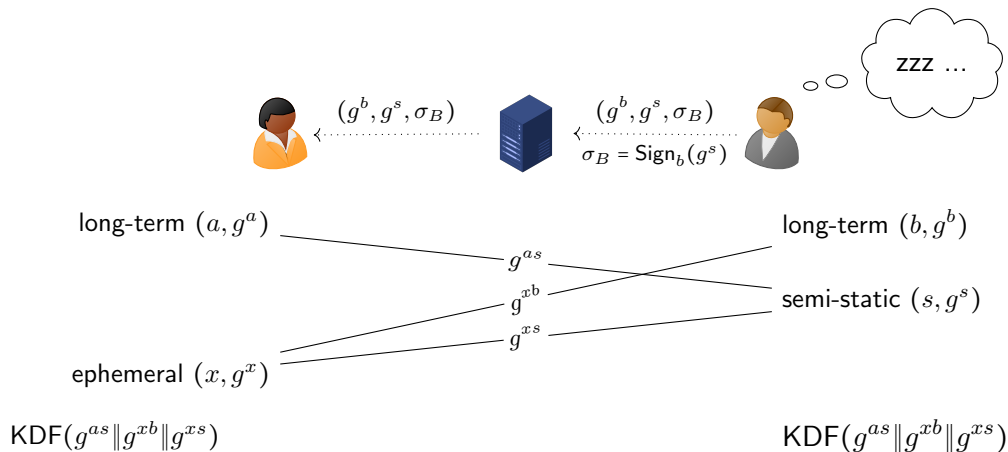 zzz ...
(g^b, g^s, σ_B)
(g^b, g^s, σ_B)
σ_B = Sign_b(g^s)
long-term (a, g^a)
long-term (b, g^b)
g^{as}
semi-static (s, g^s)
g^{xb}
g^{xs}
ephemeral (x, g^x)
KDF(g^{as}‖g^{xb}‖g^{xs})
KDF(g^{as}‖g^{xb}‖g^{xs})